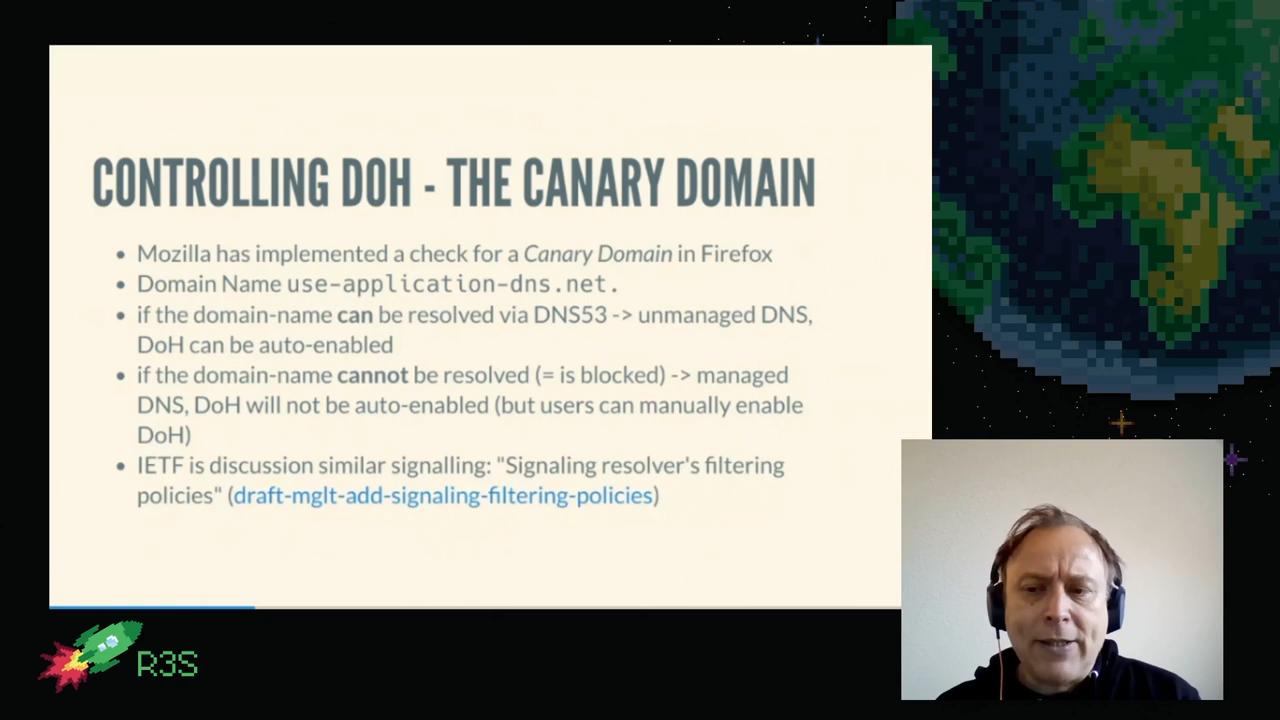 CONTROLLING DOH - THE CANARY DOMAIN
Mozilla has implemented a check for a Canary Domain in Firefox
Domain Name use-application-dns.net.
if the domain-name can be resolved via DNS53 -> unmanaged DNS,
DoH can be auto-enabled
if the domain-name cannot be resolved (= is blocked) -> managed
DNS, DoH will not be auto-enabled (but users can manually enable
DoH)
IETF is discussion similar signalling: "Signaling resolver's filtering
policies" (draft-mglt-add-signaling-filtering-policies)
R3S